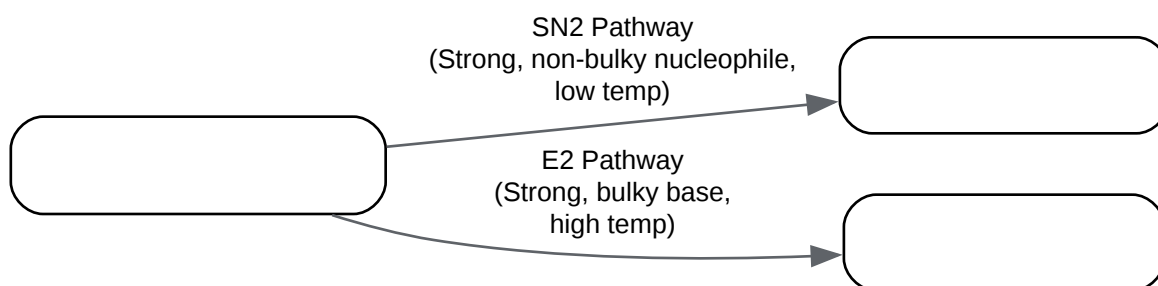 SN2 Pathway
(Strong, non-bulky nucleophile,
low temp)
E2 Pathway
(Strong, bulky base,
high temp)